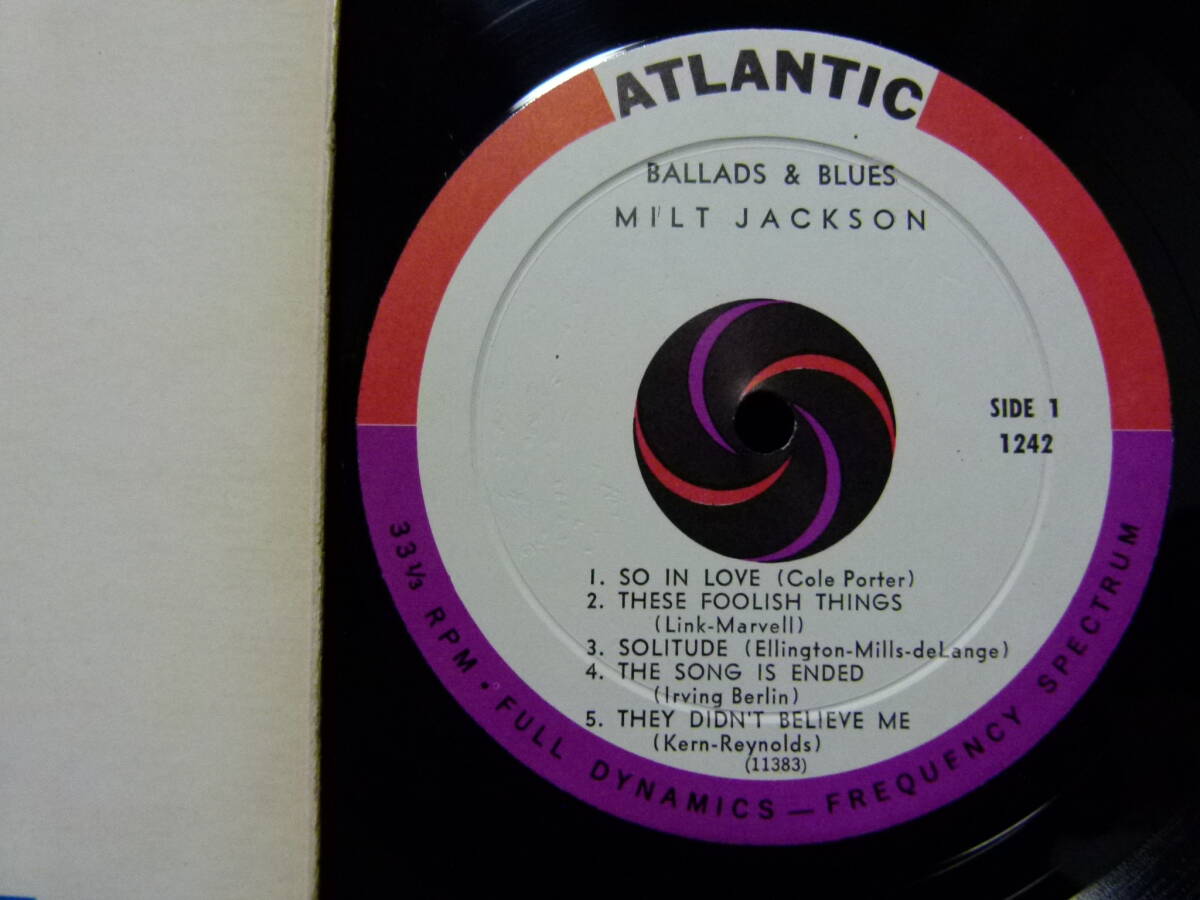 ATLANTIC
BALLADS & BLUES
MILT JACKSON
SIDE 1
1242
1. SO IN LOVE (Cole Porter)
2. THESE FOOLISH THINGS
(Link-Marvell)
3. SOLITUDE (Ellington-Mills-deLange)
4. THE SONG IS ENDED
(Irving Berlin)
5. THEY DIDN'T BELIEVE ME
(Kern-Reynolds)
(11383)
33⅓ RPM • FULL DYNAMICS — FREQUENCY SPECTRUM